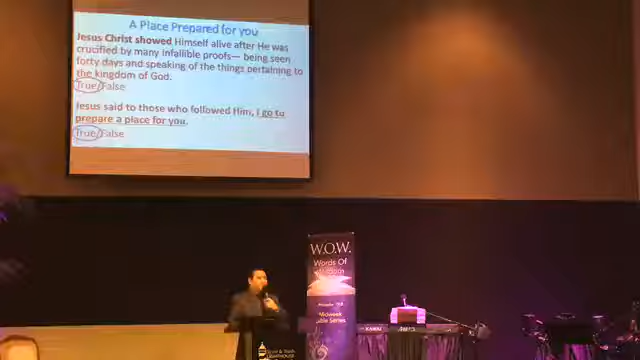 A Place Prepared for you
Jesus Christ showed Himself alive after He was
crucified by many infallible proofs— being seen
forty days and speaking of the things pertaining to
the kingdom of God.
True/False
Jesus said to those who followed Him, I go to
prepare a place for you.
True/False
W.O.W.
Words Of
Wisdom
Midweek
Bible Series